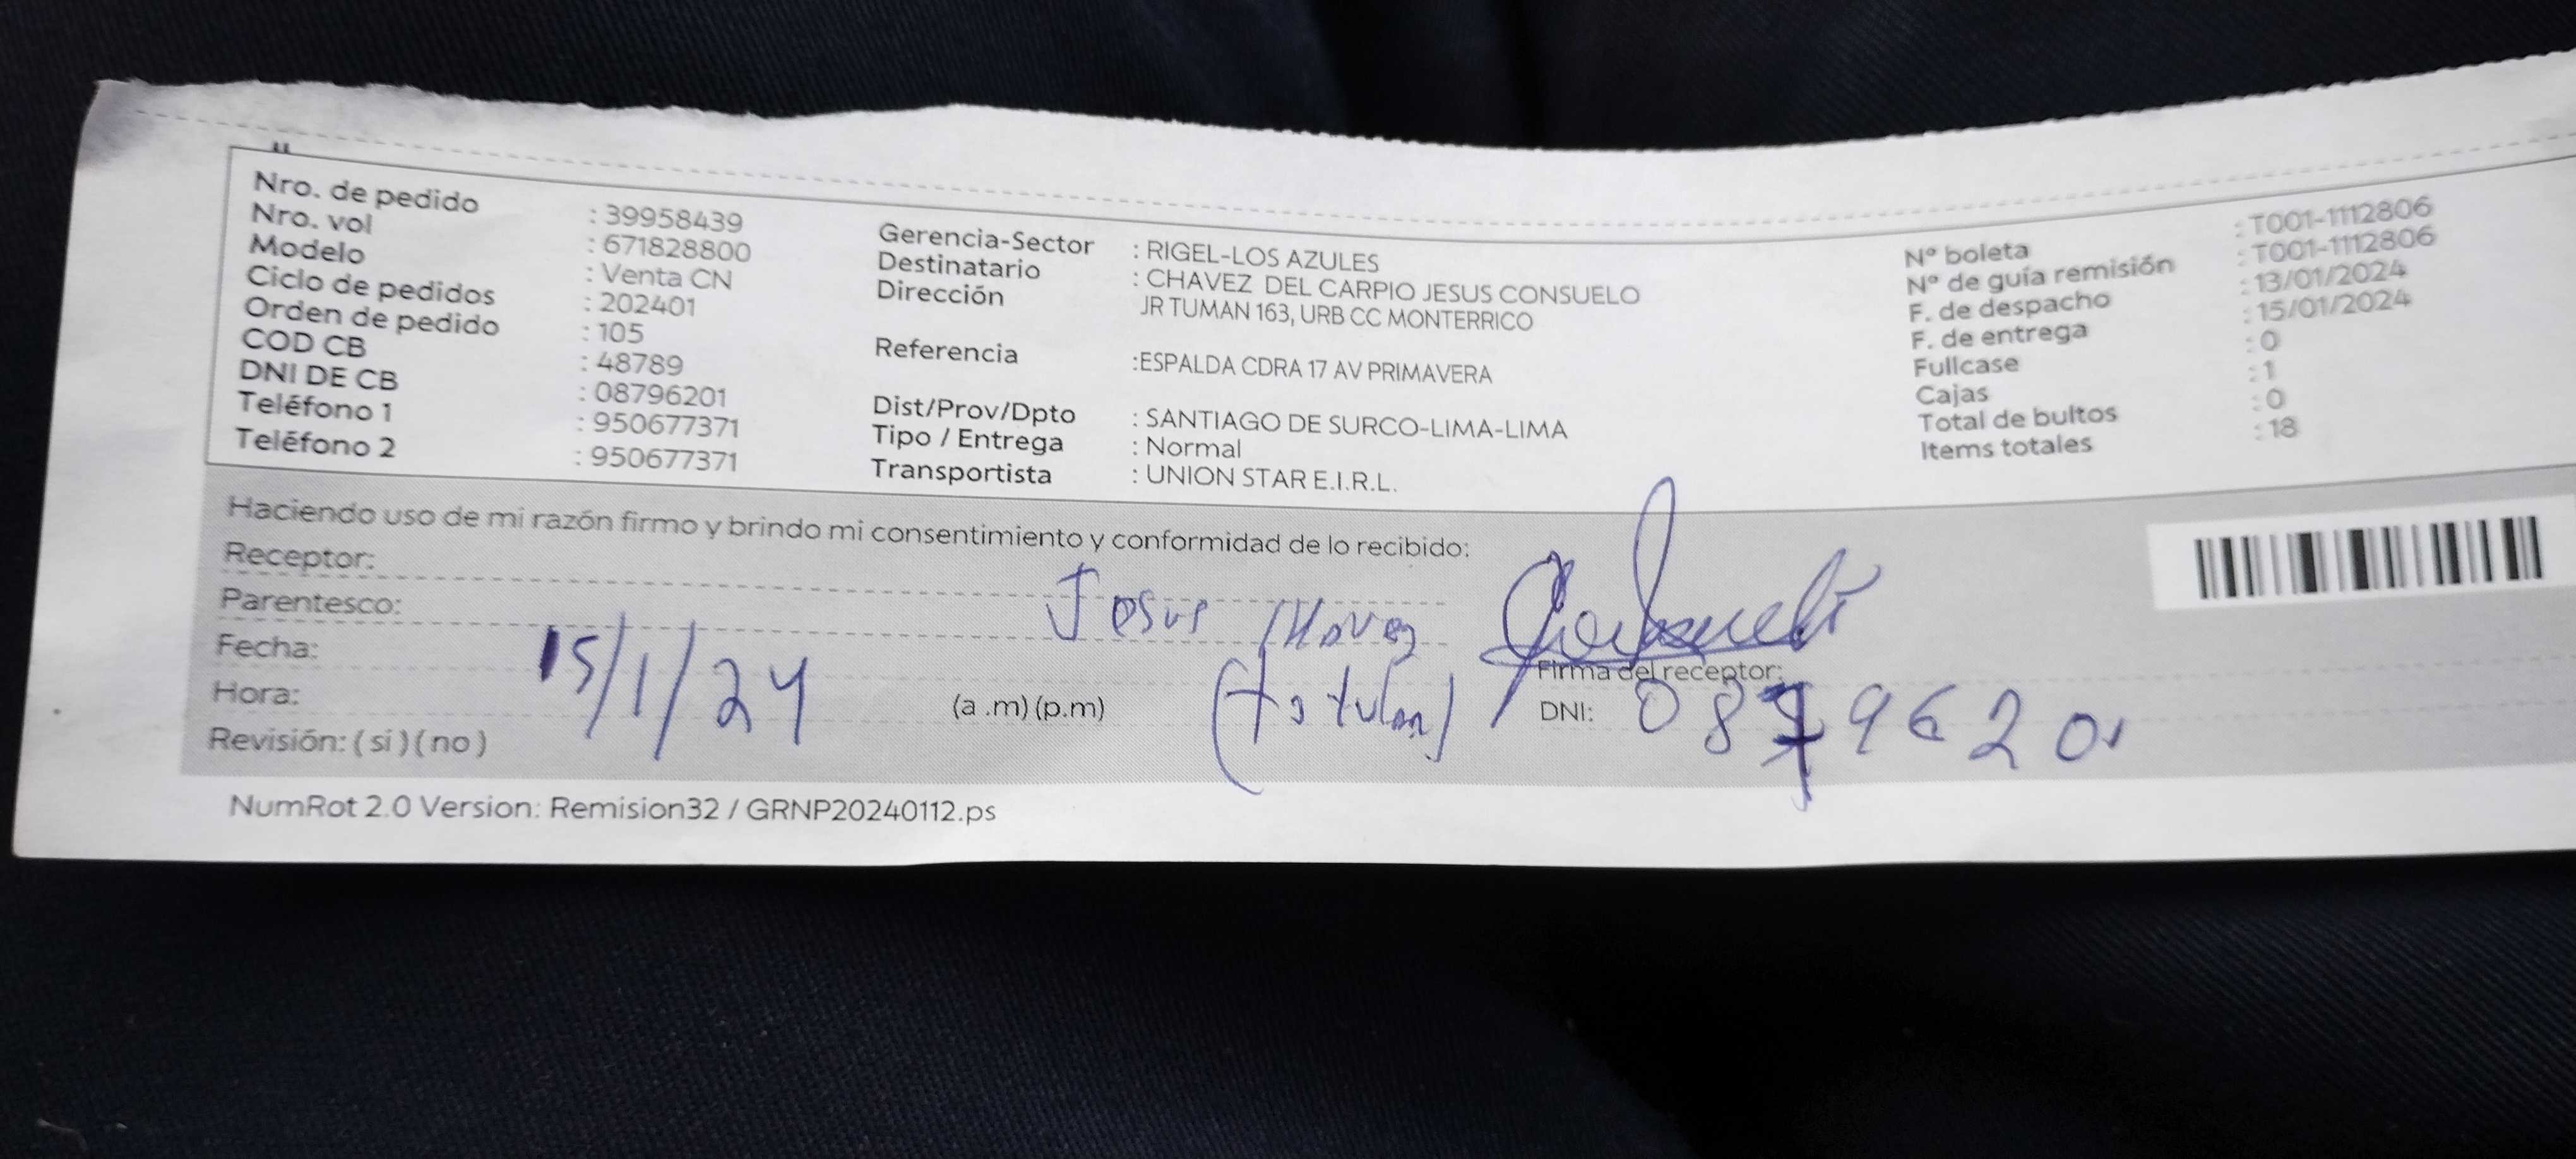 Nro. de pedido : 39958439
Nro. vol : 671828800
Modelo : Venta CN
Ciclo de pedidos : 202401
Orden de pedido : 105
COD CB : 48789
DNI DE CB : 08796201
Teléfono 1 : 950677371
Teléfono 2 : 950677371
Gerencia-Sector : RIGEL-LOS AZULES
Destinatario : CHAVEZ DEL CARPIO JESUS CONSUELO
Dirección JR TUMAN 163, URB CC MONTERRICO
Referencia :ESPALDA CDRA 17 AV PRIMAVERA
Dist/Prov/Dpto : SANTIAGO DE SURCO-LIMA-LIMA
Tipo / Entrega : Normal
Transportista : UNION STAR E.I.R.L.
Nº boleta : T001-1112806
Nº de guía remisión : T001-1112806
F. de despacho : 13/01/2024
F. de entrega : 15/01/2024
Fullcase : 0
Cajas : 1
Total de bultos : 0
Items totales : 18
Haciendo uso de mi razón firmo y brindo mi consentimiento y conformidad de lo recibido:
Receptor:
Parentesco: Jesus
Fecha: 15/1/24
Firma del receptor:
Hora: (a .m) (p.m)
DNI: 08796201
Revisión: ( si ) ( no )
NumRot 2.0 Version: Remision32 / GRNP20240112.ps